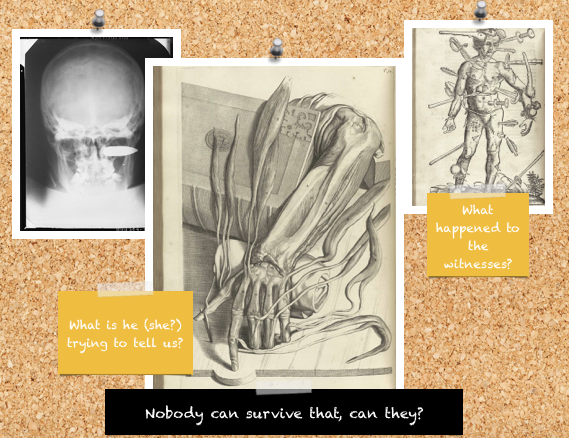 What
happened to
the
witnesses?
What is he (she?)
trying to tell us?
Nobody can survive that, can they?